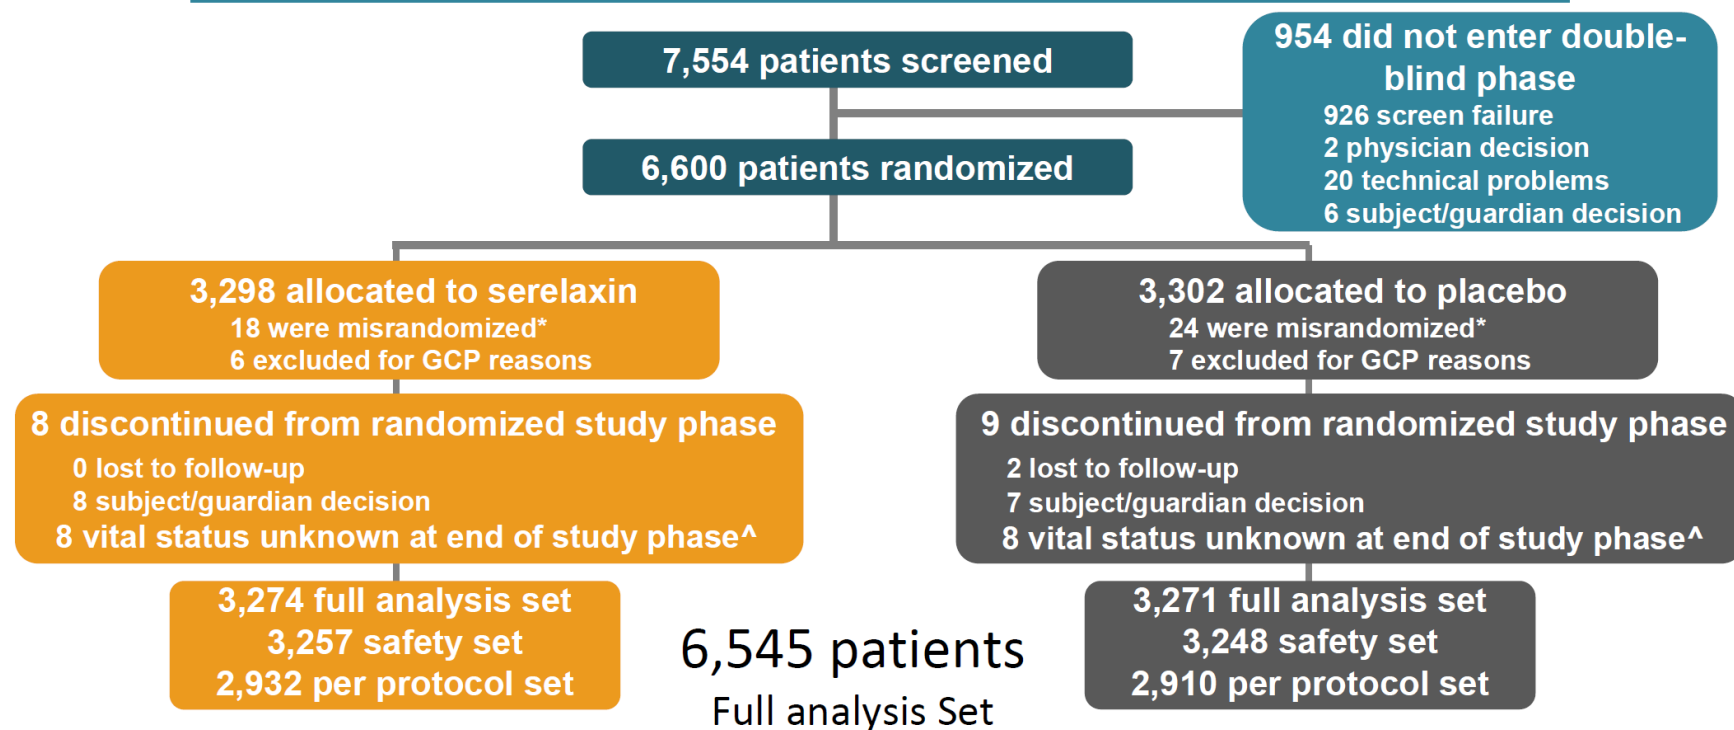 7,554 patients screened
954 did not enter double-
blind phase
926 screen failure
2 physician decision
20 technical problems
6 subject/guardian decision
6,600 patients randomized
3,298 allocated to serelaxin
18 were misrandomized*
6 excluded for GCP reasons
3,302 allocated to placebo
24 were misrandomized*
7 excluded for GCP reasons
8 discontinued from randomized study phase
0 lost to follow-up
8 subject/guardian decision
8 vital status unknown at end of study phase^
9 discontinued from randomized study phase
2 lost to follow-up
7 subject/guardian decision
8 vital status unknown at end of study phase^
3,274 full analysis set
3,257 safety set
2,932 per protocol set
6,545 patients
Full analysis Set
3,271 full analysis set
3,248 safety set
2,910 per protocol set